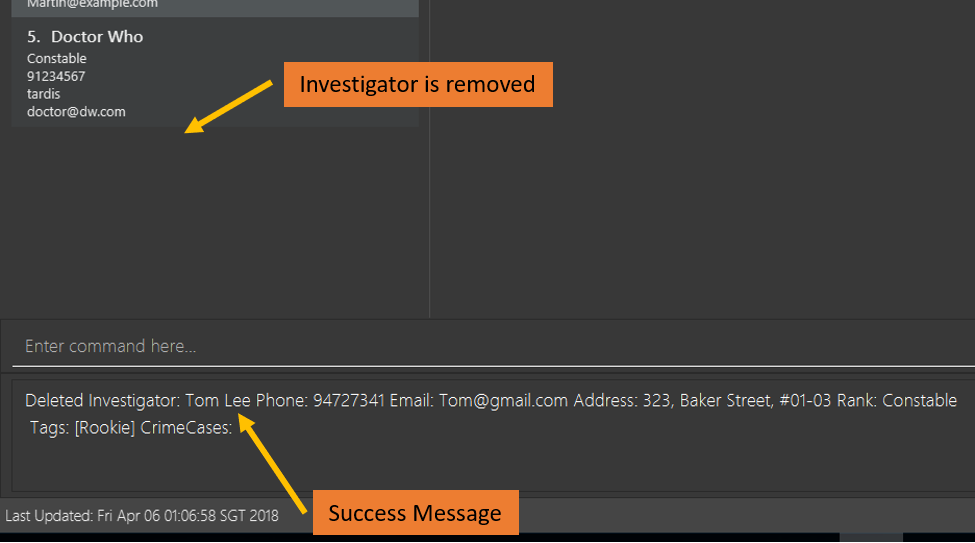 Martin@example.com
5. Doctor Who
Constable
91234567
tardis
doctor@dw.com
Investigator is removed
Enter command here...
Deleted Investigator: Tom Lee Phone: 94727341 Email: Tom@gmail.com Address: 323, Baker Street, #01-03 Rank: Constable
Tags: [Rookie] CrimeCases:
Success Message
Last Updated: Fri Apr 06 01:06:58 SGT 2018